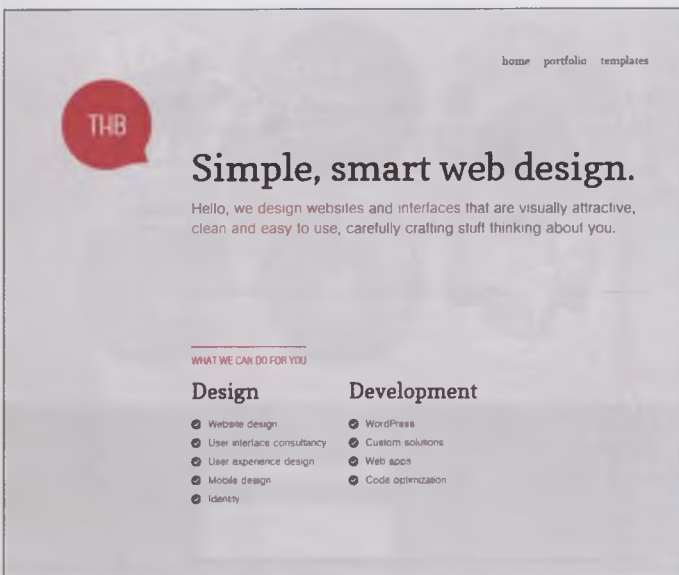 home portfolio templates
THB
Simple, smart web design.
Hello, we design websites and interfaces that are visually attractive,
clean and easy to use, carefully crafting stuff thinking about you.
WHAT WE CAN DO FOR YOU
Design
Website design
User interface consultancy
User experience design
Mobile design
Identity
Development
WordPress
Custom solutions
Web apps
Code optimization